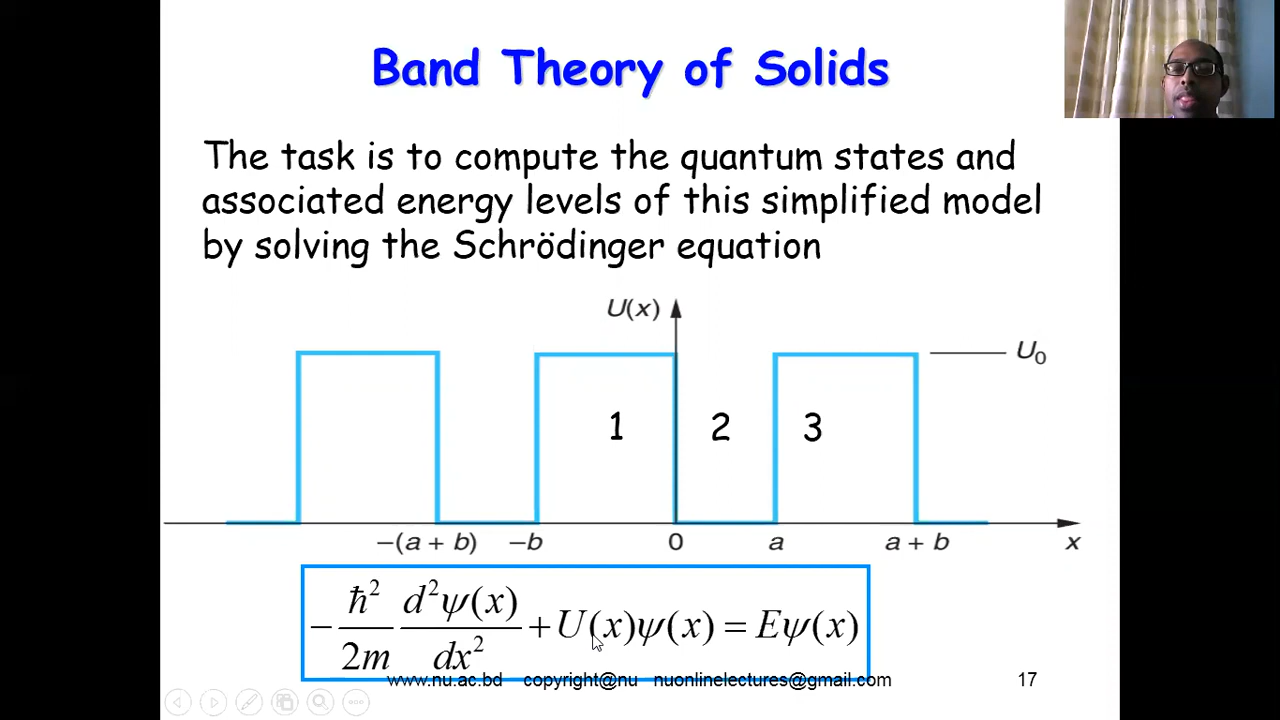 Band Theory of Solids
The task is to compute the quantum states and
associated energy levels of this simplified model
by solving the Schrödinger equation
U(x)
U₀
1 2 3
−(a + b) −b 0 a a + b x
−ħ²/2m d²ψ(x)/dx² + U(x)ψ(x) = Eψ(x)
www.nu.ac.bd copyright@nu nuonlinelectures@gmail.com 17